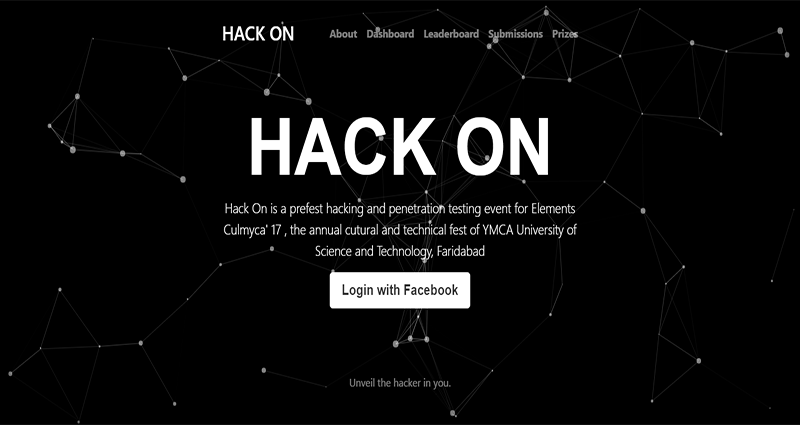 HACK ON
About Dashboard Leaderboard Submissions Prizes
HACK ON
Hack On is a prefest hacking and penetration testing event for Elements
Culmyca' 17 , the annual cutural and technical fest of YMCA University of
Science and Technology, Faridabad
Login with Facebook
Unveil the hacker in you.